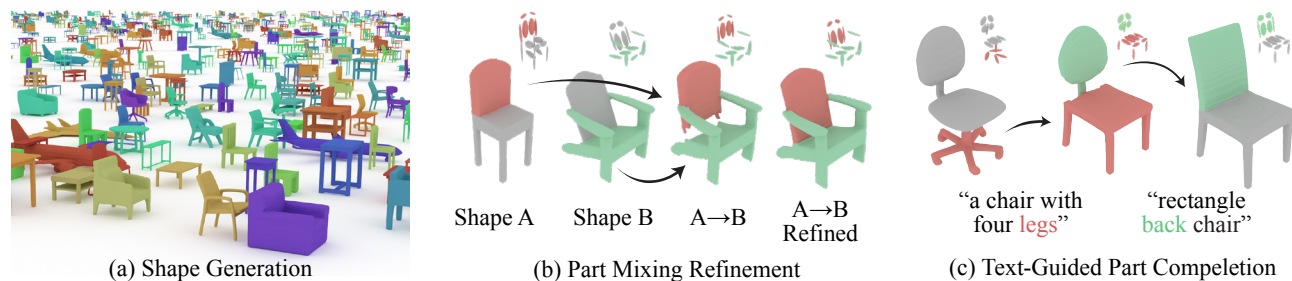 Shape A
Shape B
A→B
A→B
Refined
"a chair with
four legs"
"rectangle
back chair"
(a) Shape Generation
(b) Part Mixing Refinement
(c) Text-Guided Part Compeletion